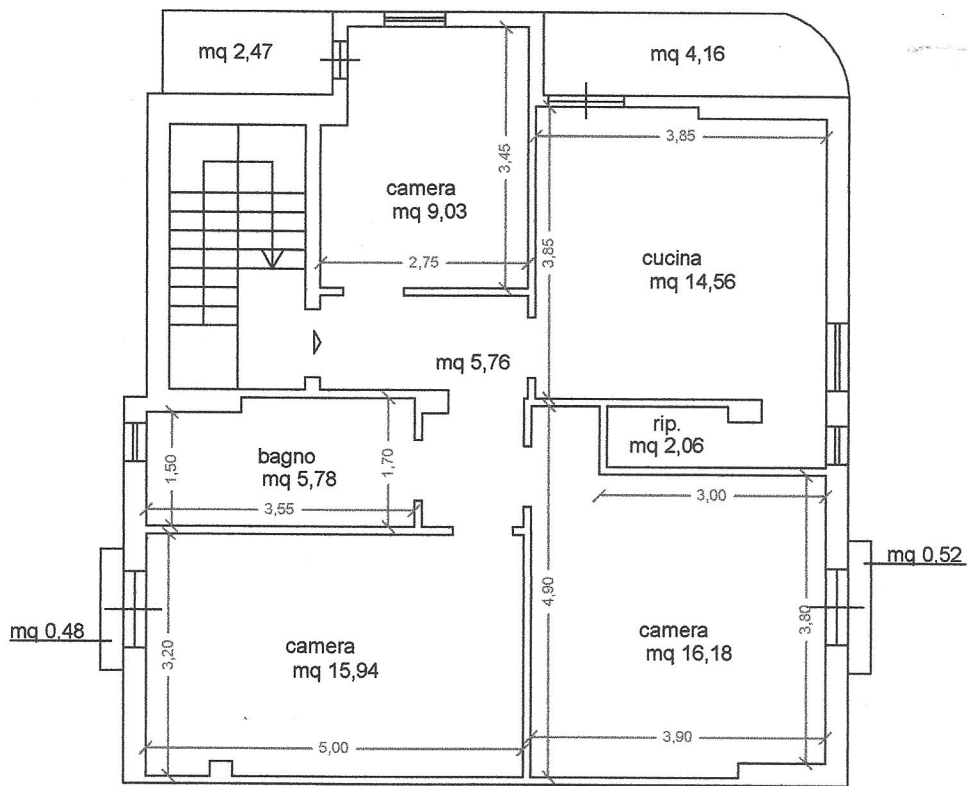 mq 2,47
mq 4,16
3,85
3,45
camera
mq 9,03
2,75
3,85
cucina
mq 14,56
mq 5,76
rip.
mq 2,06
bagno
mq 5,78
1,50
1,70
3,55
3,00
mq 0,52
mq 0,48
3,20
camera
mq 15,94
5,00
4,90
3,80
camera
mq 16,18
3,90